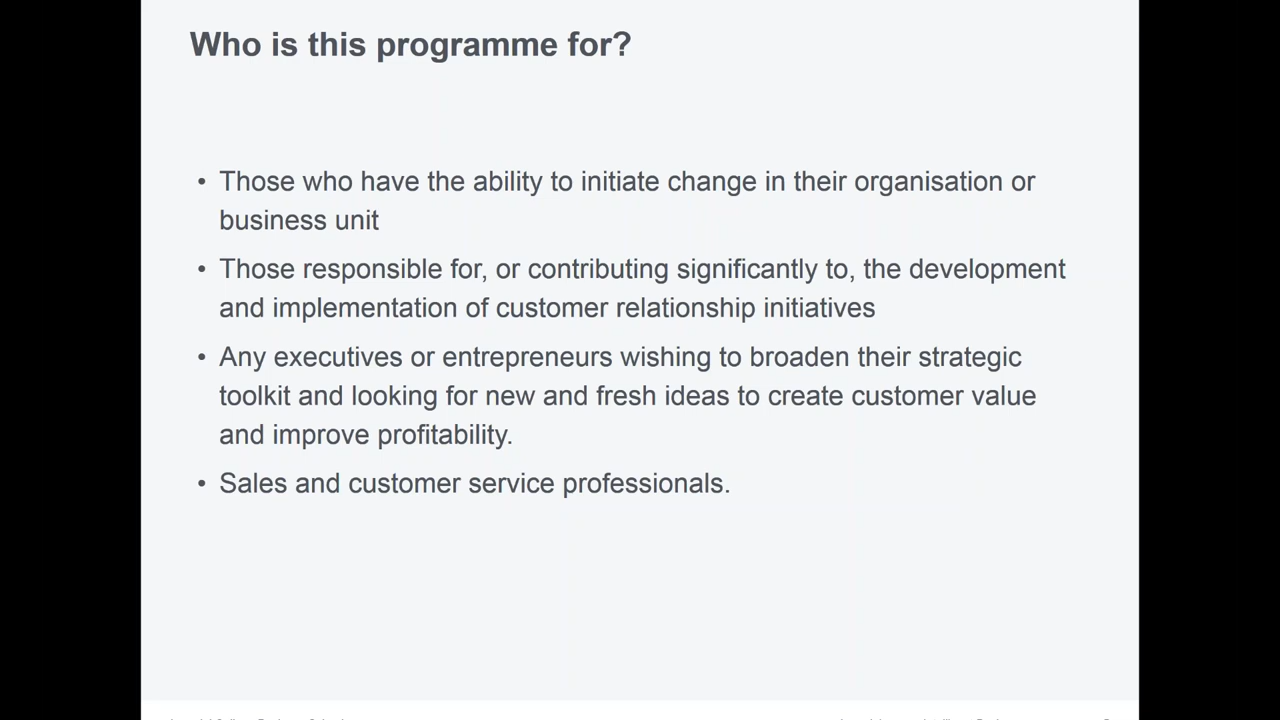 Who is this programme for?
• Those who have the ability to initiate change in their organisation or
business unit
• Those responsible for, or contributing significantly to, the development
and implementation of customer relationship initiatives
• Any executives or entrepreneurs wishing to broaden their strategic
toolkit and looking for new and fresh ideas to create customer value
and improve profitability.
• Sales and customer service professionals.